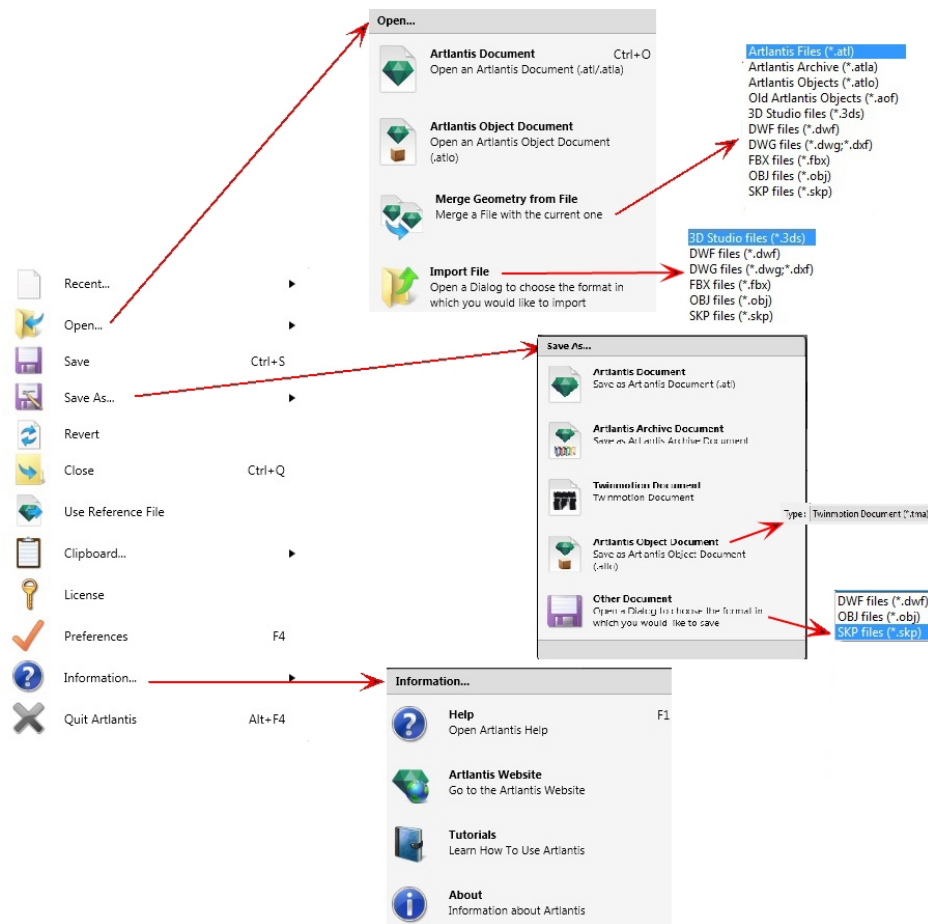 Open...
Artlantis Document Ctrl+O
Open an Artlantis Document (.atl/.atla)
Artlantis Object Document
Open an Artlantis Object Document
(.atlo)
Merge Geometry from File
Merge a File with the current one
Import File
Open a Dialog to choose the format in
which you would like to import
Artlantis Files (*.atl)
Artlantis Archive (*.atla)
Artlantis Objects (*.atlo)
Old Artlantis Objects (*.aof)
3D Studio files (*.3ds)
DWF files (*.dwf)
DWG files (*.dwg;*.dxf)
FBX files (*.fbx)
OBJ files (*.obj)
SKP files (*.skp)
3D Studio files (*.3ds)
DWF files (*.dwf)
DWG files (*.dwg;*.dxf)
FBX files (*.fbx)
OBJ files (*.obj)
SKP files (*.skp)
Recent...
Open...
Save Ctrl+S
Save As...
Revert
Close Ctrl+Q
Use Reference File
Clipboard...
License
Preferences F4
Information...
Quit Artlantis Alt+F4
Save As...
Artlantis Document
Save as Artlantis Document (.atl)
Artlantis Archive Document
Save as Artlantis Archive Document
Twinmotion Document
Twinmotion Document
Artlantis Object Document
Save as Artlantis Object Document
(.atlo)
Other Document
Open a Dialog to choose the format in
which you would like to save
Type: Twinmotion Document (*.tma)
DWF files (*.dwf)
OBJ files (*.obj)
SKP files (*.skp)
Information...
Help F1
Open Artlantis Help
Artlantis Website
Go to the Artlantis Website
Tutorials
Learn How To Use Artlantis
About
Information about Artlantis